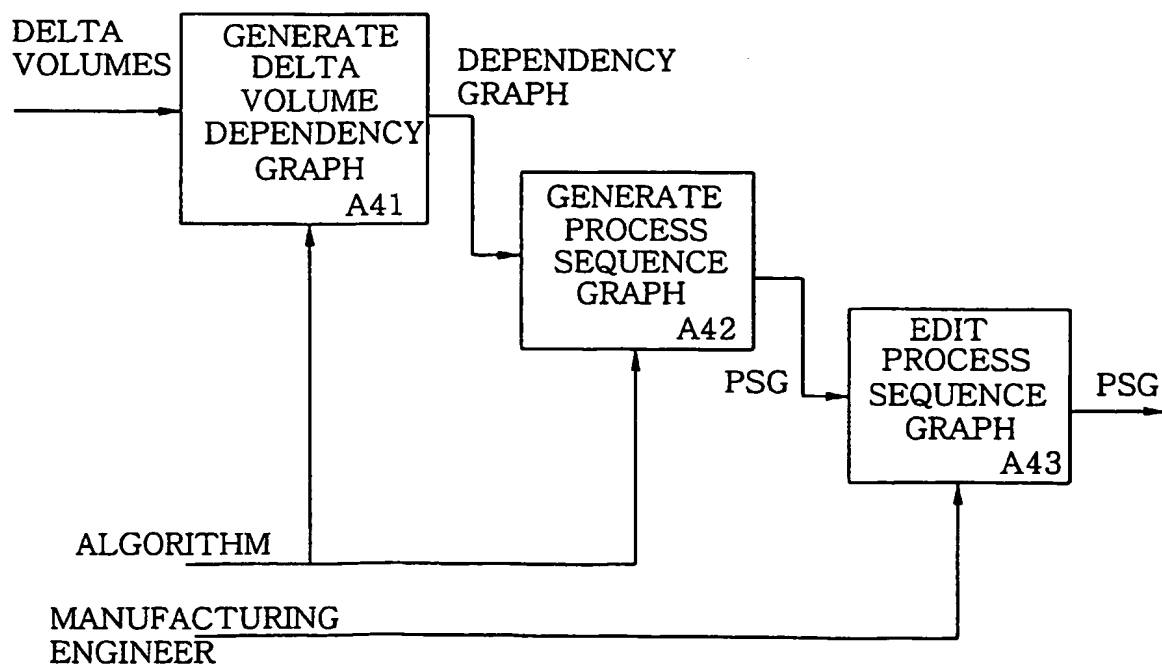 DELTA
VOLUMES
GENERATE
DELTA
VOLUME
DEPENDENCY
GRAPH
A41
DEPENDENCY
GRAPH
GENERATE
PROCESS
SEQUENCE
GRAPH
A42
PSG
EDIT
PROCESS
SEQUENCE
GRAPH
A43
PSG
ALGORITHM
MANUFACTURING
ENGINEER